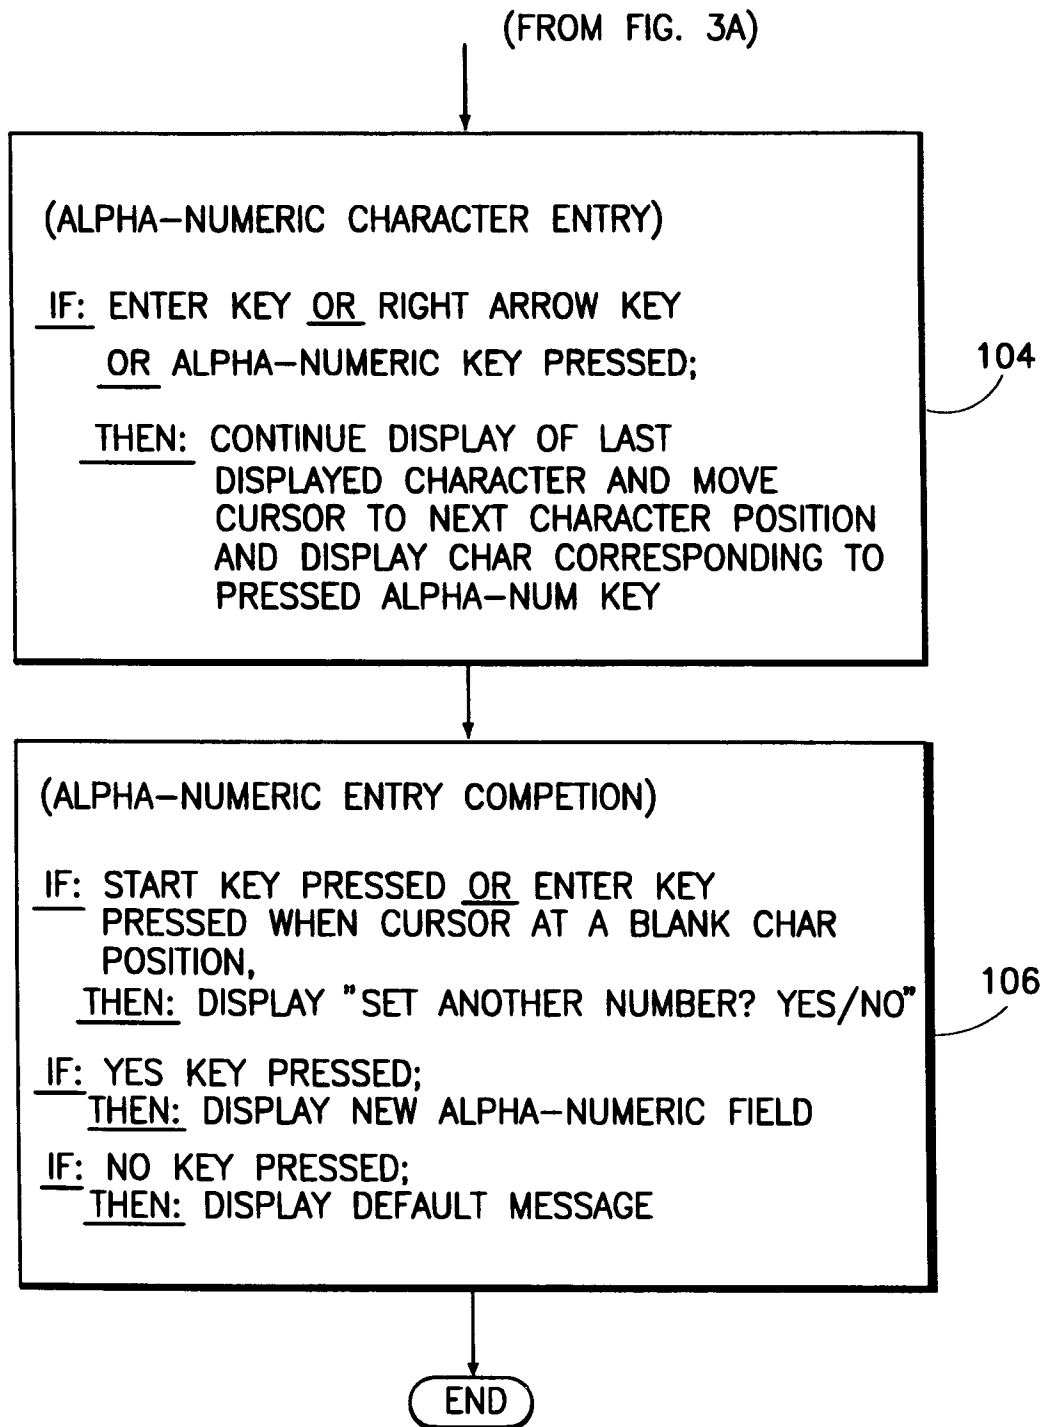 (FROM FIG. 3A)
(ALPHA-NUMERIC CHARACTER ENTRY)
IF: ENTER KEY OR RIGHT ARROW KEY
OR ALPHA-NUMERIC KEY PRESSED;
104
THEN: CONTINUE DISPLAY OF LAST
DISPLAYED CHARACTER AND MOVE
CURSOR TO NEXT CHARACTER POSITION
AND DISPLAY CHAR CORRESPONDING TO
PRESSED ALPHA-NUM KEY
(ALPHA-NUMERIC ENTRY COMPETION)
IF: START KEY PRESSED OR ENTER KEY
PRESSED WHEN CURSOR AT A BLANK CHAR
POSITION,
THEN: DISPLAY "SET ANOTHER NUMBER? YES/NO"
106
IF: YES KEY PRESSED;
THEN: DISPLAY NEW ALPHA-NUMERIC FIELD
IF: NO KEY PRESSED;
THEN: DISPLAY DEFAULT MESSAGE
END